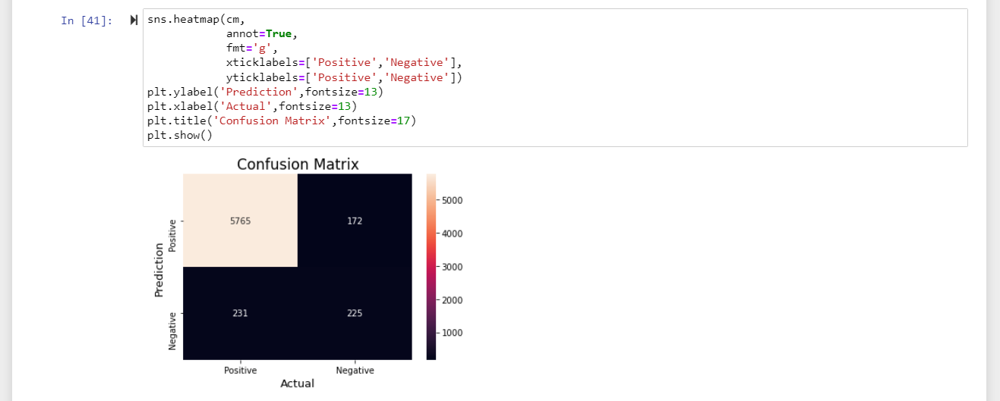 In [41]:
sns.heatmap(cm,
annot=True,
fmt='g',
xticklabels=['Positive','Negative'],
yticklabels=['Positive','Negative'])
plt.ylabel('Prediction',fontsize=13)
plt.xlabel('Actual',fontsize=13)
plt.title('Confusion Matrix',fontsize=17)
plt.show()
Confusion Matrix
Prediction
Positive
Negative
5765
172
231
225
Positive
Negative
Actual
5000
4000
3000
2000
1000